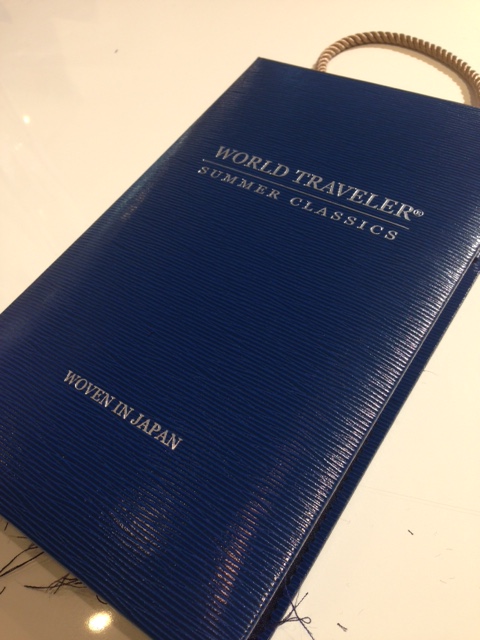 WORLD TRAVELER®
SUMMER CLASSICS
WOVEN IN JAPAN